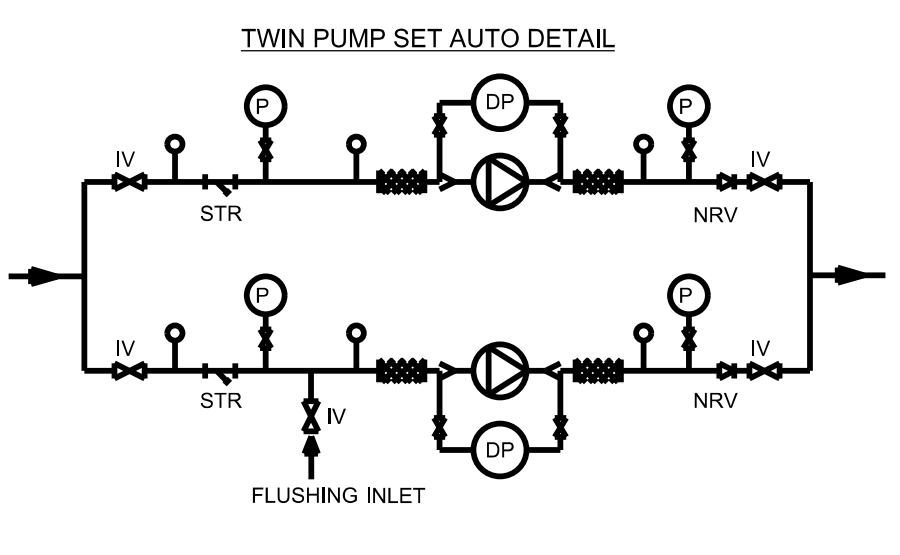 TWIN PUMP SET AUTO DETAIL
P
DP
P
IV
IV
STR
NRV
P
P
IV
IV
STR
NRV
IV
DP
FLUSHING INLET